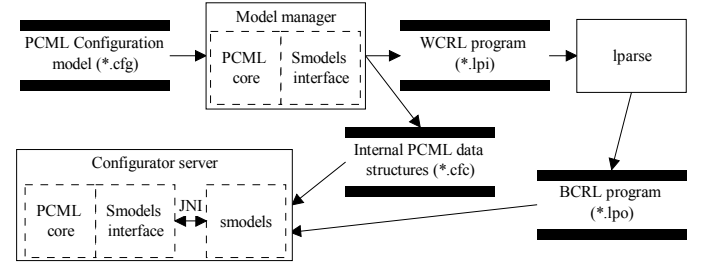 Model manager
PCML Configuration
model (*.cfg)
PCML
core
Smodels
interface
WCRL program
(*.lpi)
lparse
Internal PCML data
structures (*.cfc)
Configurator server
PCML
core
Smodels
interface
JNI
smodels
BCRL program
(*.lpo)